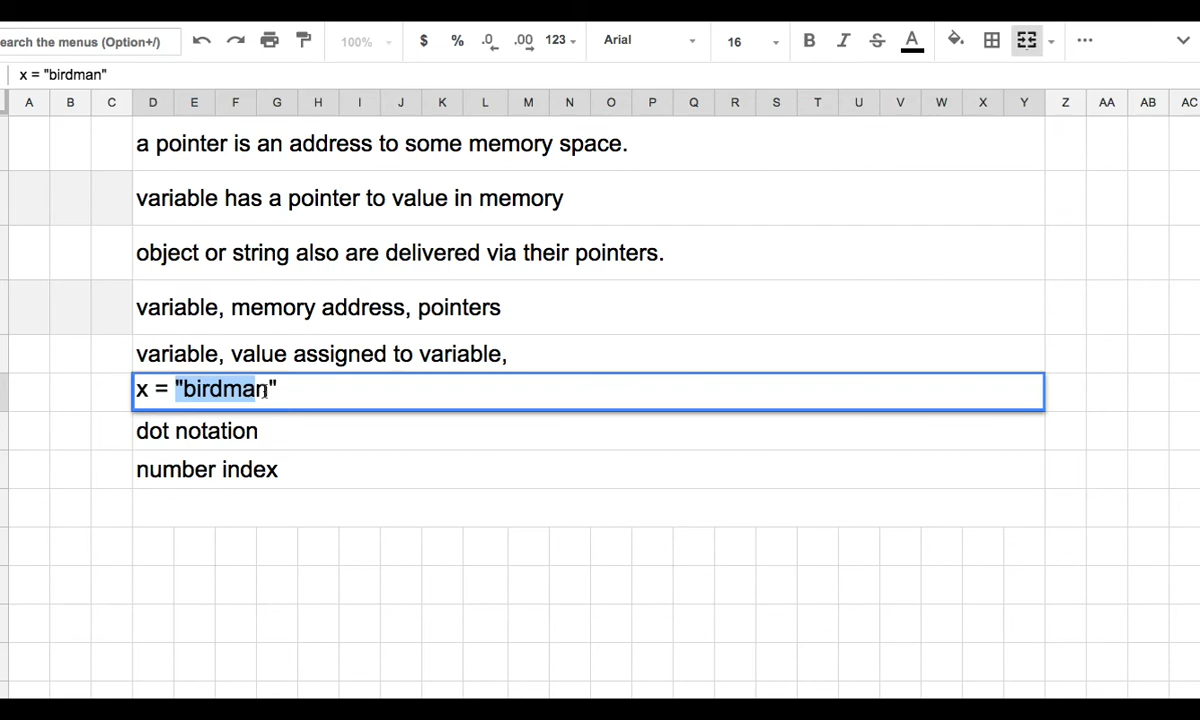 earch the menus (Option+/) 100% $ % .0 .00 123 Arial 16 B I S A ...
x = "birdman"
A B C D E F G H I J K L M N O P Q R S T U V W X Y Z AA AB AC
a pointer is an address to some memory space.
variable has a pointer to value in memory
object or string also are delivered via their pointers.
variable, memory address, pointers
variable, value assigned to variable,
x = "birdman"
dot notation
number index